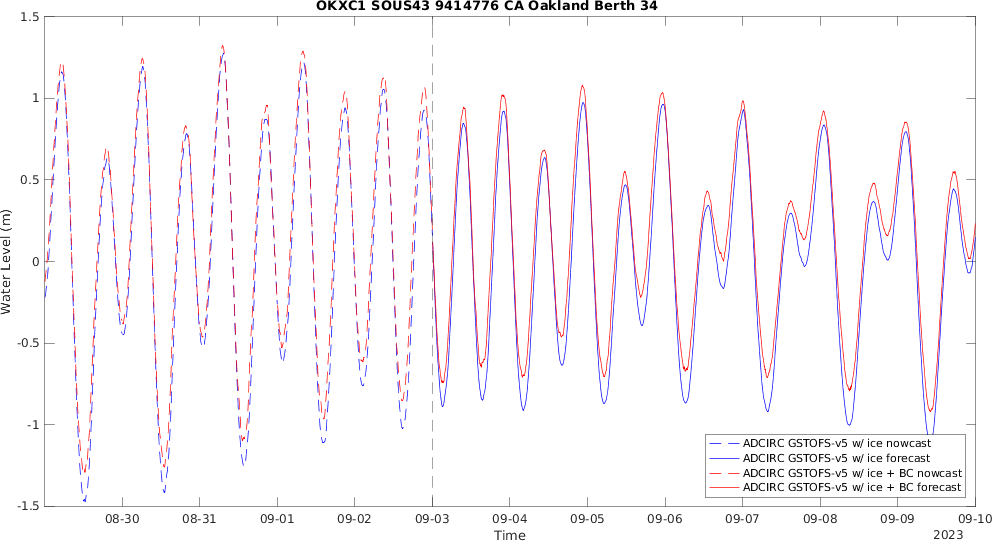 OKXC1 SOUS43 9414776 CA Oakland Berth 34
1.5
1
0.5
0
-0.5
-1
-1.5
Water Level (m)
ADCIRC GSTOFS-v5 w/ ice nowcast
ADCIRC GSTOFS-v5 w/ ice forecast
ADCIRC GSTOFS-v5 w/ ice + BC nowcast
ADCIRC GSTOFS-v5 w/ ice + BC forecast
08-30 08-31 09-01 09-02 09-03 09-04 09-05 09-06 09-07 09-08 09-09 09-10
Time
2023